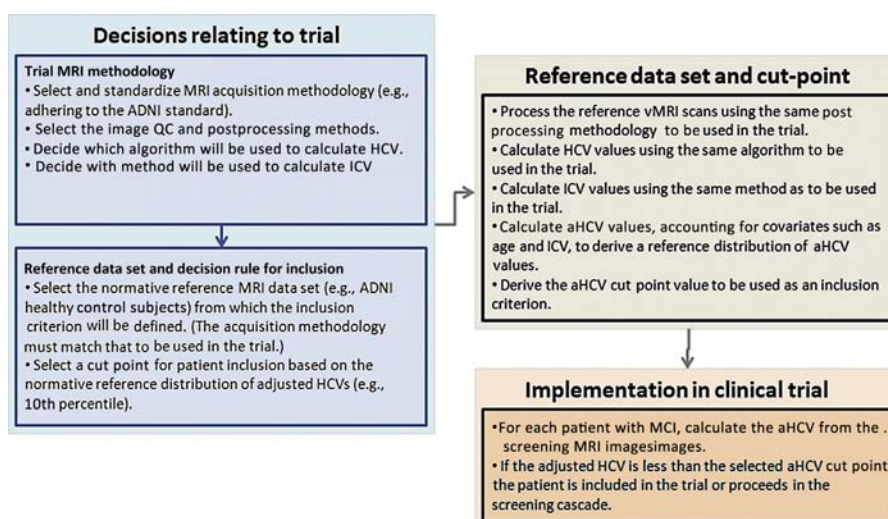 Decisions relating to trial
Trial MRI methodology
•Select and standardize MRI acquisition methodology (e.g.,
adhering to the ADNI standard).
•Select the image QC and postprocessing methods.
•Decide which algorithm will be used to calculate HCV.
•Decide with method will be used to calculate ICV
Reference data set and decision rule for inclusion
•Select the normative reference MRI data set (e.g., ADNI
healthy control subjects) from which the inclusion
criterion will be defined. (The acquisition methodology
must match that to be used in the trial.)
•Select a cut point for patient inclusion based on the
normative reference distribution of adjusted HCVs (e.g.,
10th percentile).
Reference data set and cut-point
•Process the reference vMRI scans using the same post
processing methodology to be used in the trial.
•Calculate HCV values using the same algorithm to be
used in the trial.
•Calculate ICV values using the same method as to be used
in the trial.
•Calculate aHCV values, accounting for covariates such as
age and ICV, to derive a reference distribution of aHCV
values.
•Derive the aHCV cut point value to be used as an inclusion
criterion.
Implementation in clinical trial
•For each patient with MCI, calculate the aHCV from the .
screening MRI imagesimages.
•If the adjusted HCV is less than the selected aHCV cut point
the patient is included in the trial or proceeds in the
screening cascade.